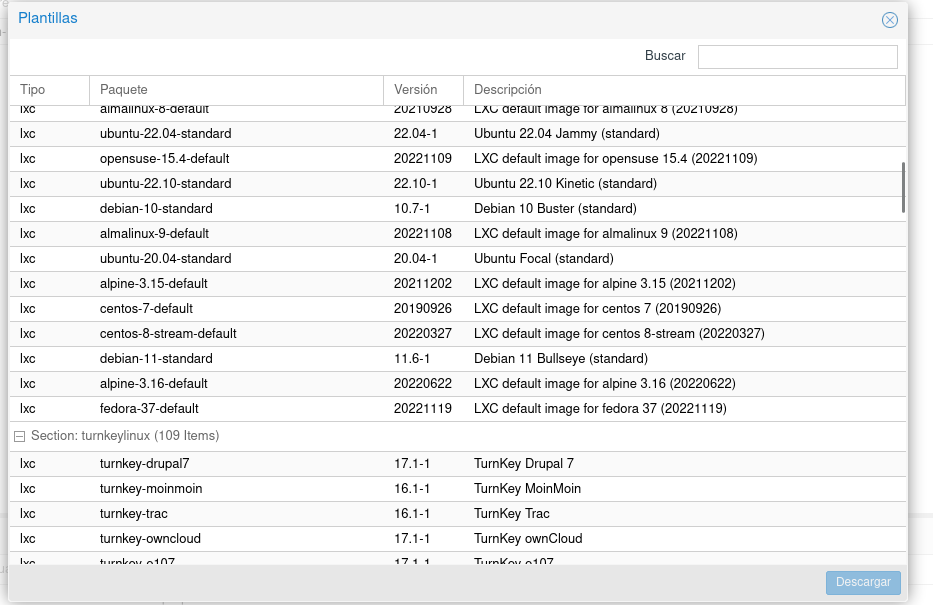 Plantillas
Buscar
Tipo Paquete Versión Descripción
lxc almalinux-8-default 20210928 LXC default image for almalinux 8 (20210928)
lxc ubuntu-22.04-standard 22.04-1 Ubuntu 22.04 Jammy (standard)
lxc opensuse-15.4-default 20221109 LXC default image for opensuse 15.4 (20221109)
lxc ubuntu-22.10-standard 22.10-1 Ubuntu 22.10 Kinetic (standard)
lxc debian-10-standard 10.7-1 Debian 10 Buster (standard)
lxc almalinux-9-default 20221108 LXC default image for almalinux 9 (20221108)
lxc ubuntu-20.04-standard 20.04-1 Ubuntu Focal (standard)
lxc alpine-3.15-default 20211202 LXC default image for alpine 3.15 (20211202)
lxc centos-7-default 20190926 LXC default image for centos 7 (20190926)
lxc centos-8-stream-default 20220327 LXC default image for centos 8-stream (20220327)
lxc debian-11-standard 11.6-1 Debian 11 Bullseye (standard)
lxc alpine-3.16-default 20220622 LXC default image for alpine 3.16 (20220622)
lxc fedora-37-default 20221119 LXC default image for fedora 37 (20221119)
Section: turnkeylinux (109 Items)
lxc turnkey-drupal7 17.1-1 TurnKey Drupal 7
lxc turnkey-moinmoin 16.1-1 TurnKey MoinMoin
lxc turnkey-trac 16.1-1 TurnKey Trac
lxc turnkey-owncloud 17.1-1 TurnKey ownCloud
lxc turnkey-e107 17.1-1 TurnKey e107
Descargar